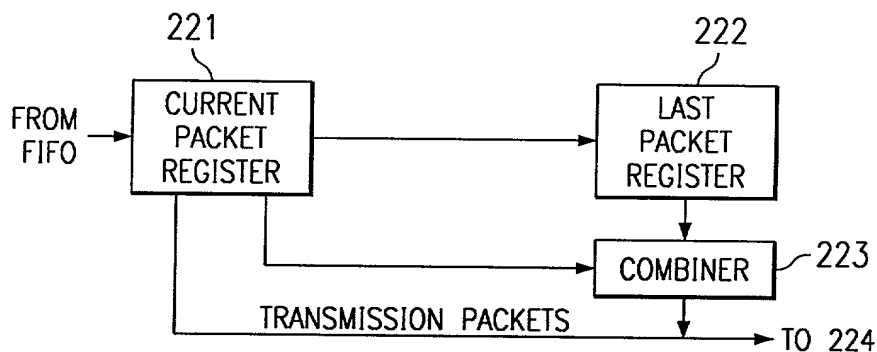 221
222
FROM
FIFO
CURRENT
PACKET
REGISTER
LAST
PACKET
REGISTER
COMBINER
223
TRANSMISSION PACKETS
TO 224